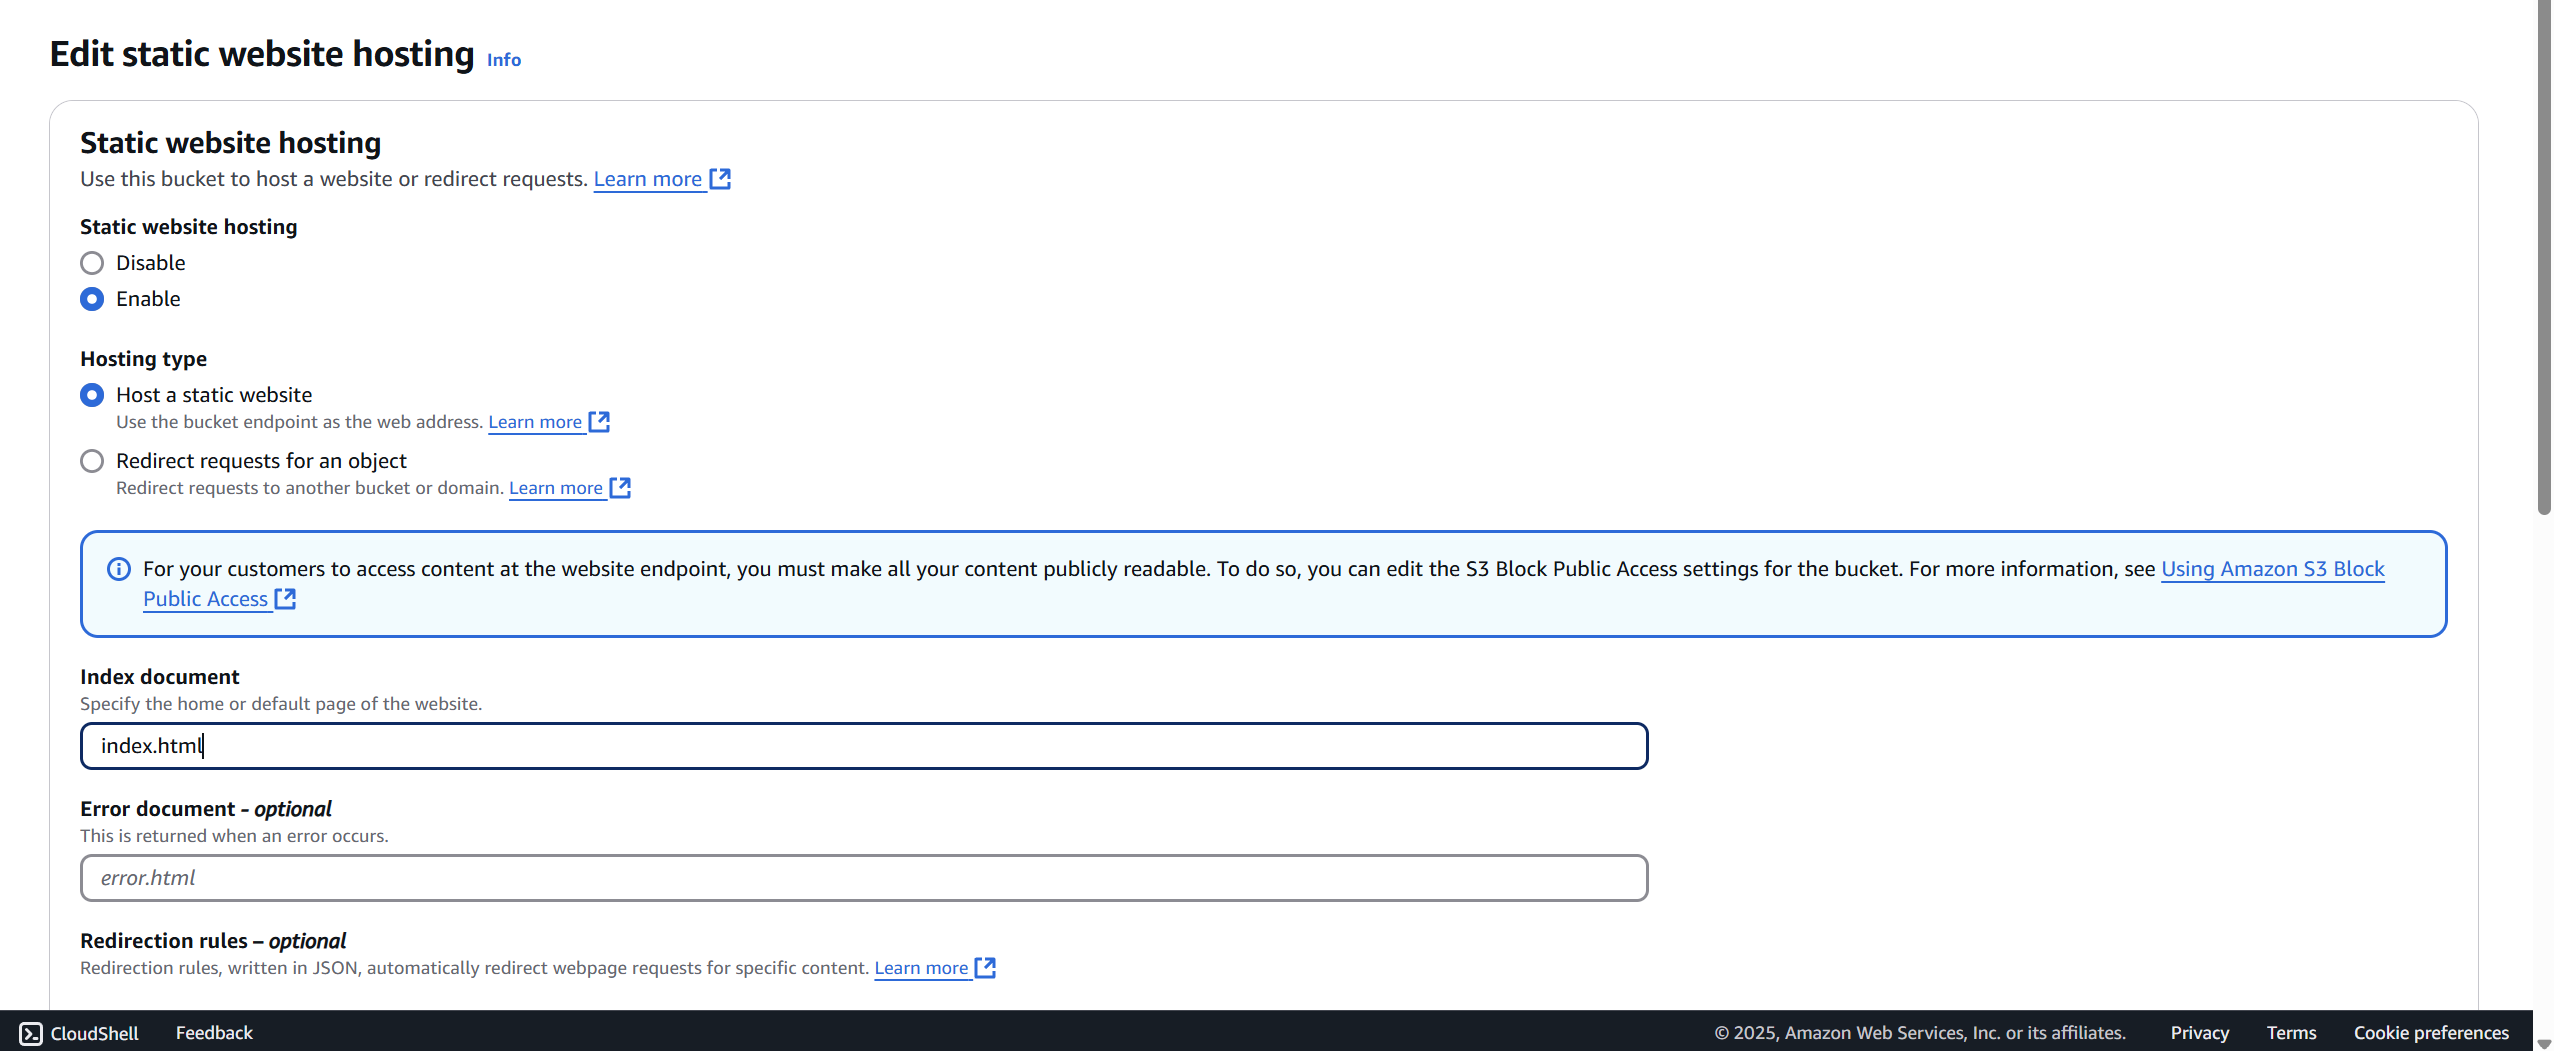 Edit static website hosting Info
Static website hosting
Use this bucket to host a website or redirect requests. Learn more
Static website hosting
Disable
Enable
Hosting type
Host a static website
Use the bucket endpoint as the web address. Learn more
Redirect requests for an object
Redirect requests to another bucket or domain. Learn more
For your customers to access content at the website endpoint, you must make all your content publicly readable. To do so, you can edit the S3 Block Public Access settings for the bucket. For more information, see Using Amazon S3 Block
Public Access
Index document
Specify the home or default page of the website.
index.html
Error document - optional
This is returned when an error occurs.
error.html
Redirection rules – optional
Redirection rules, written in JSON, automatically redirect webpage requests for specific content. Learn more
CloudShell Feedback © 2025, Amazon Web Services, Inc. or its affiliates. Privacy Terms Cookie preferences